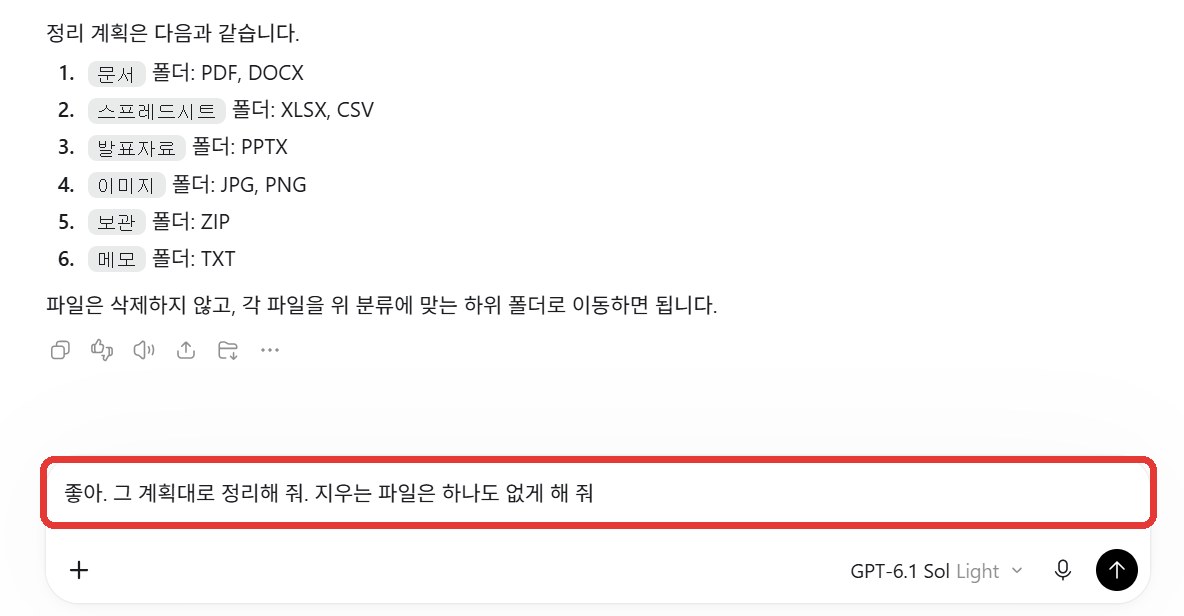 정리 계획은 다음과 같습니다.
1. 문서 폴더: PDF, DOCX
2. 스프레드시트 폴더: XLSX, CSV
3. 발표자료 폴더: PPTX
4. 이미지 폴더: JPG, PNG
5. 보관 폴더: ZIP
6. 메모 폴더: TXT
파일은 삭제하지 않고, 각 파일을 위 분류에 맞는 하위 폴더로 이동하면 됩니다.
좋아. 그 계획대로 정리해 줘. 지우는 파일은 하나도 없게 해 줘
GPT-6.1 Sol Light